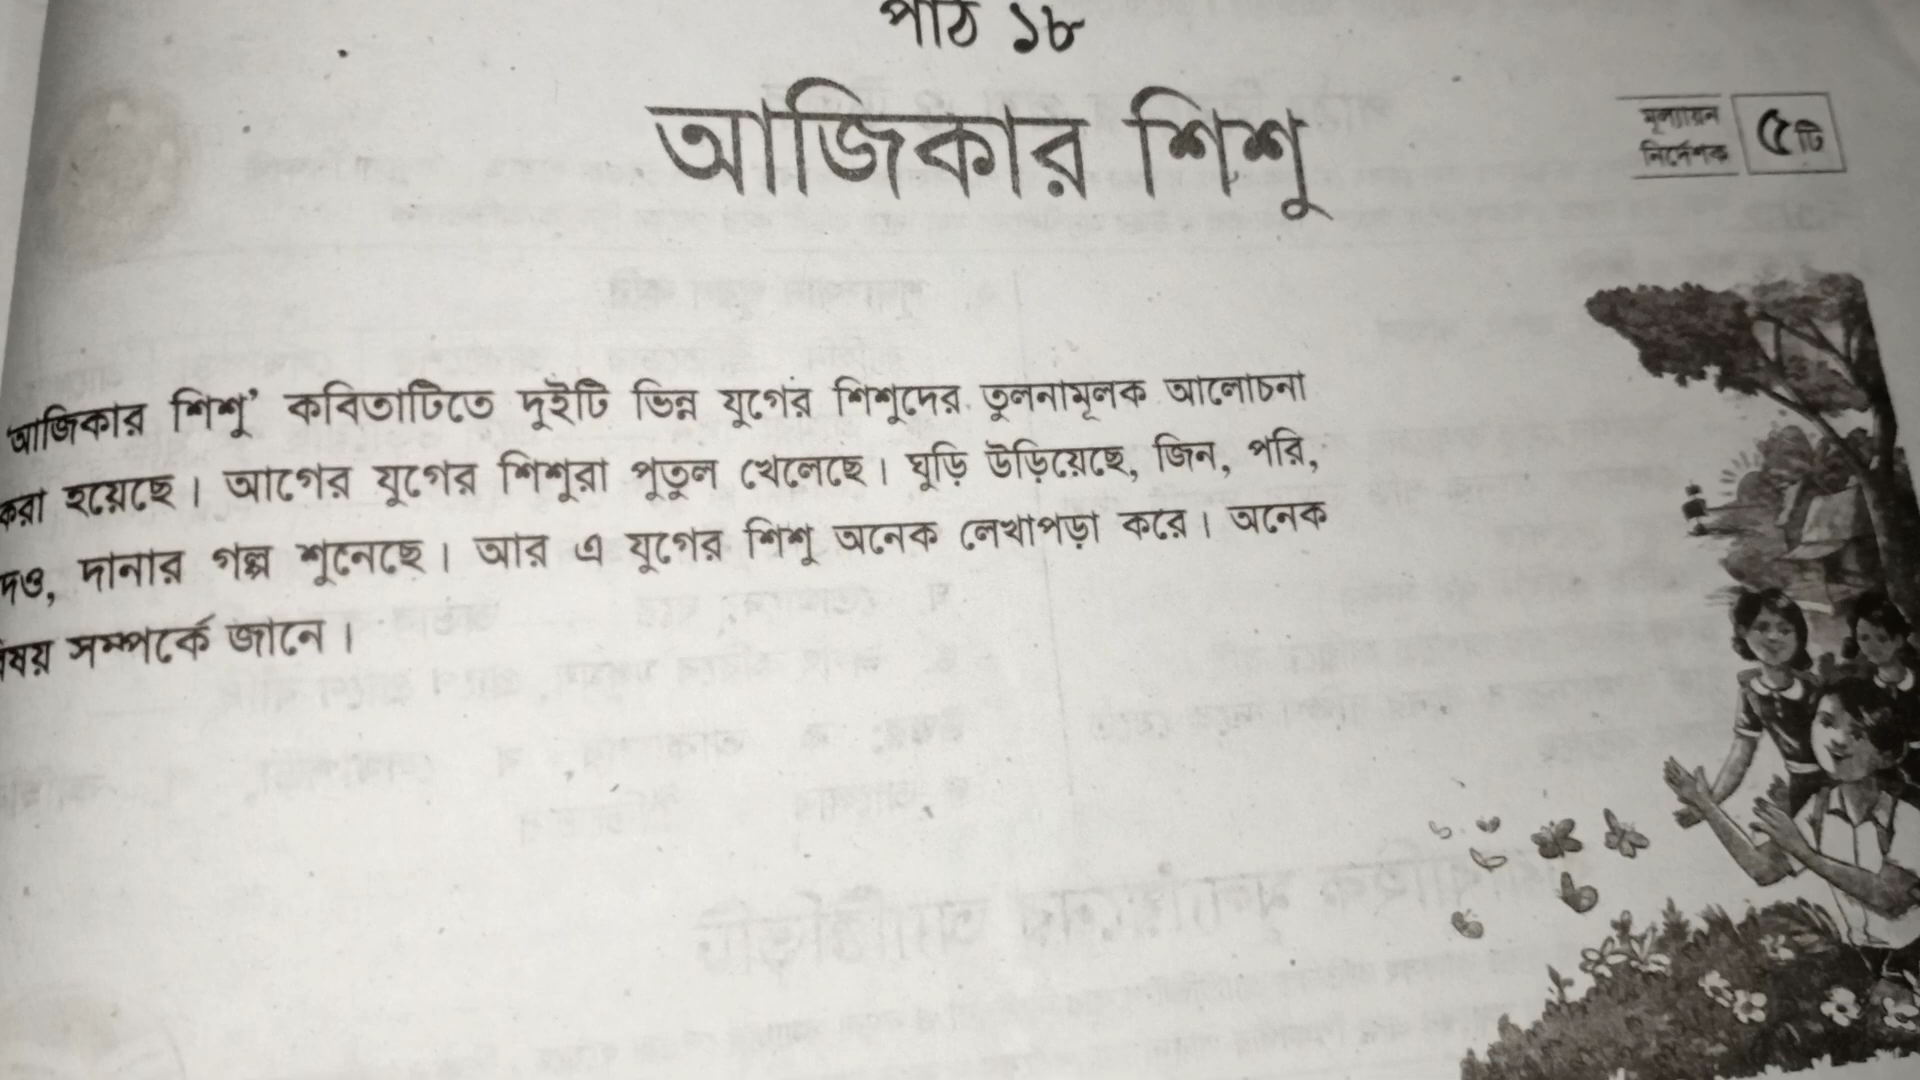 পাঠ ১৮
আজিকার শিশু
মূল্যায়ন
নির্দেশক
৫টি
আজিকার শিশু’ কবিতাটিতে দুইটি ভিন্ন যুগের শিশুদের তুলনামূলক আলোচনা
করা হয়েছে। আগের যুগের শিশুরা পুতুল খেলেছে। ঘুড়ি উড়িয়েছে, জিন, পরি,
দেও, দানার গল্প শুনেছে। আর এ যুগের শিশু অনেক লেখাপড়া করে। অনেক
বিষয় সম্পর্কে জানে।